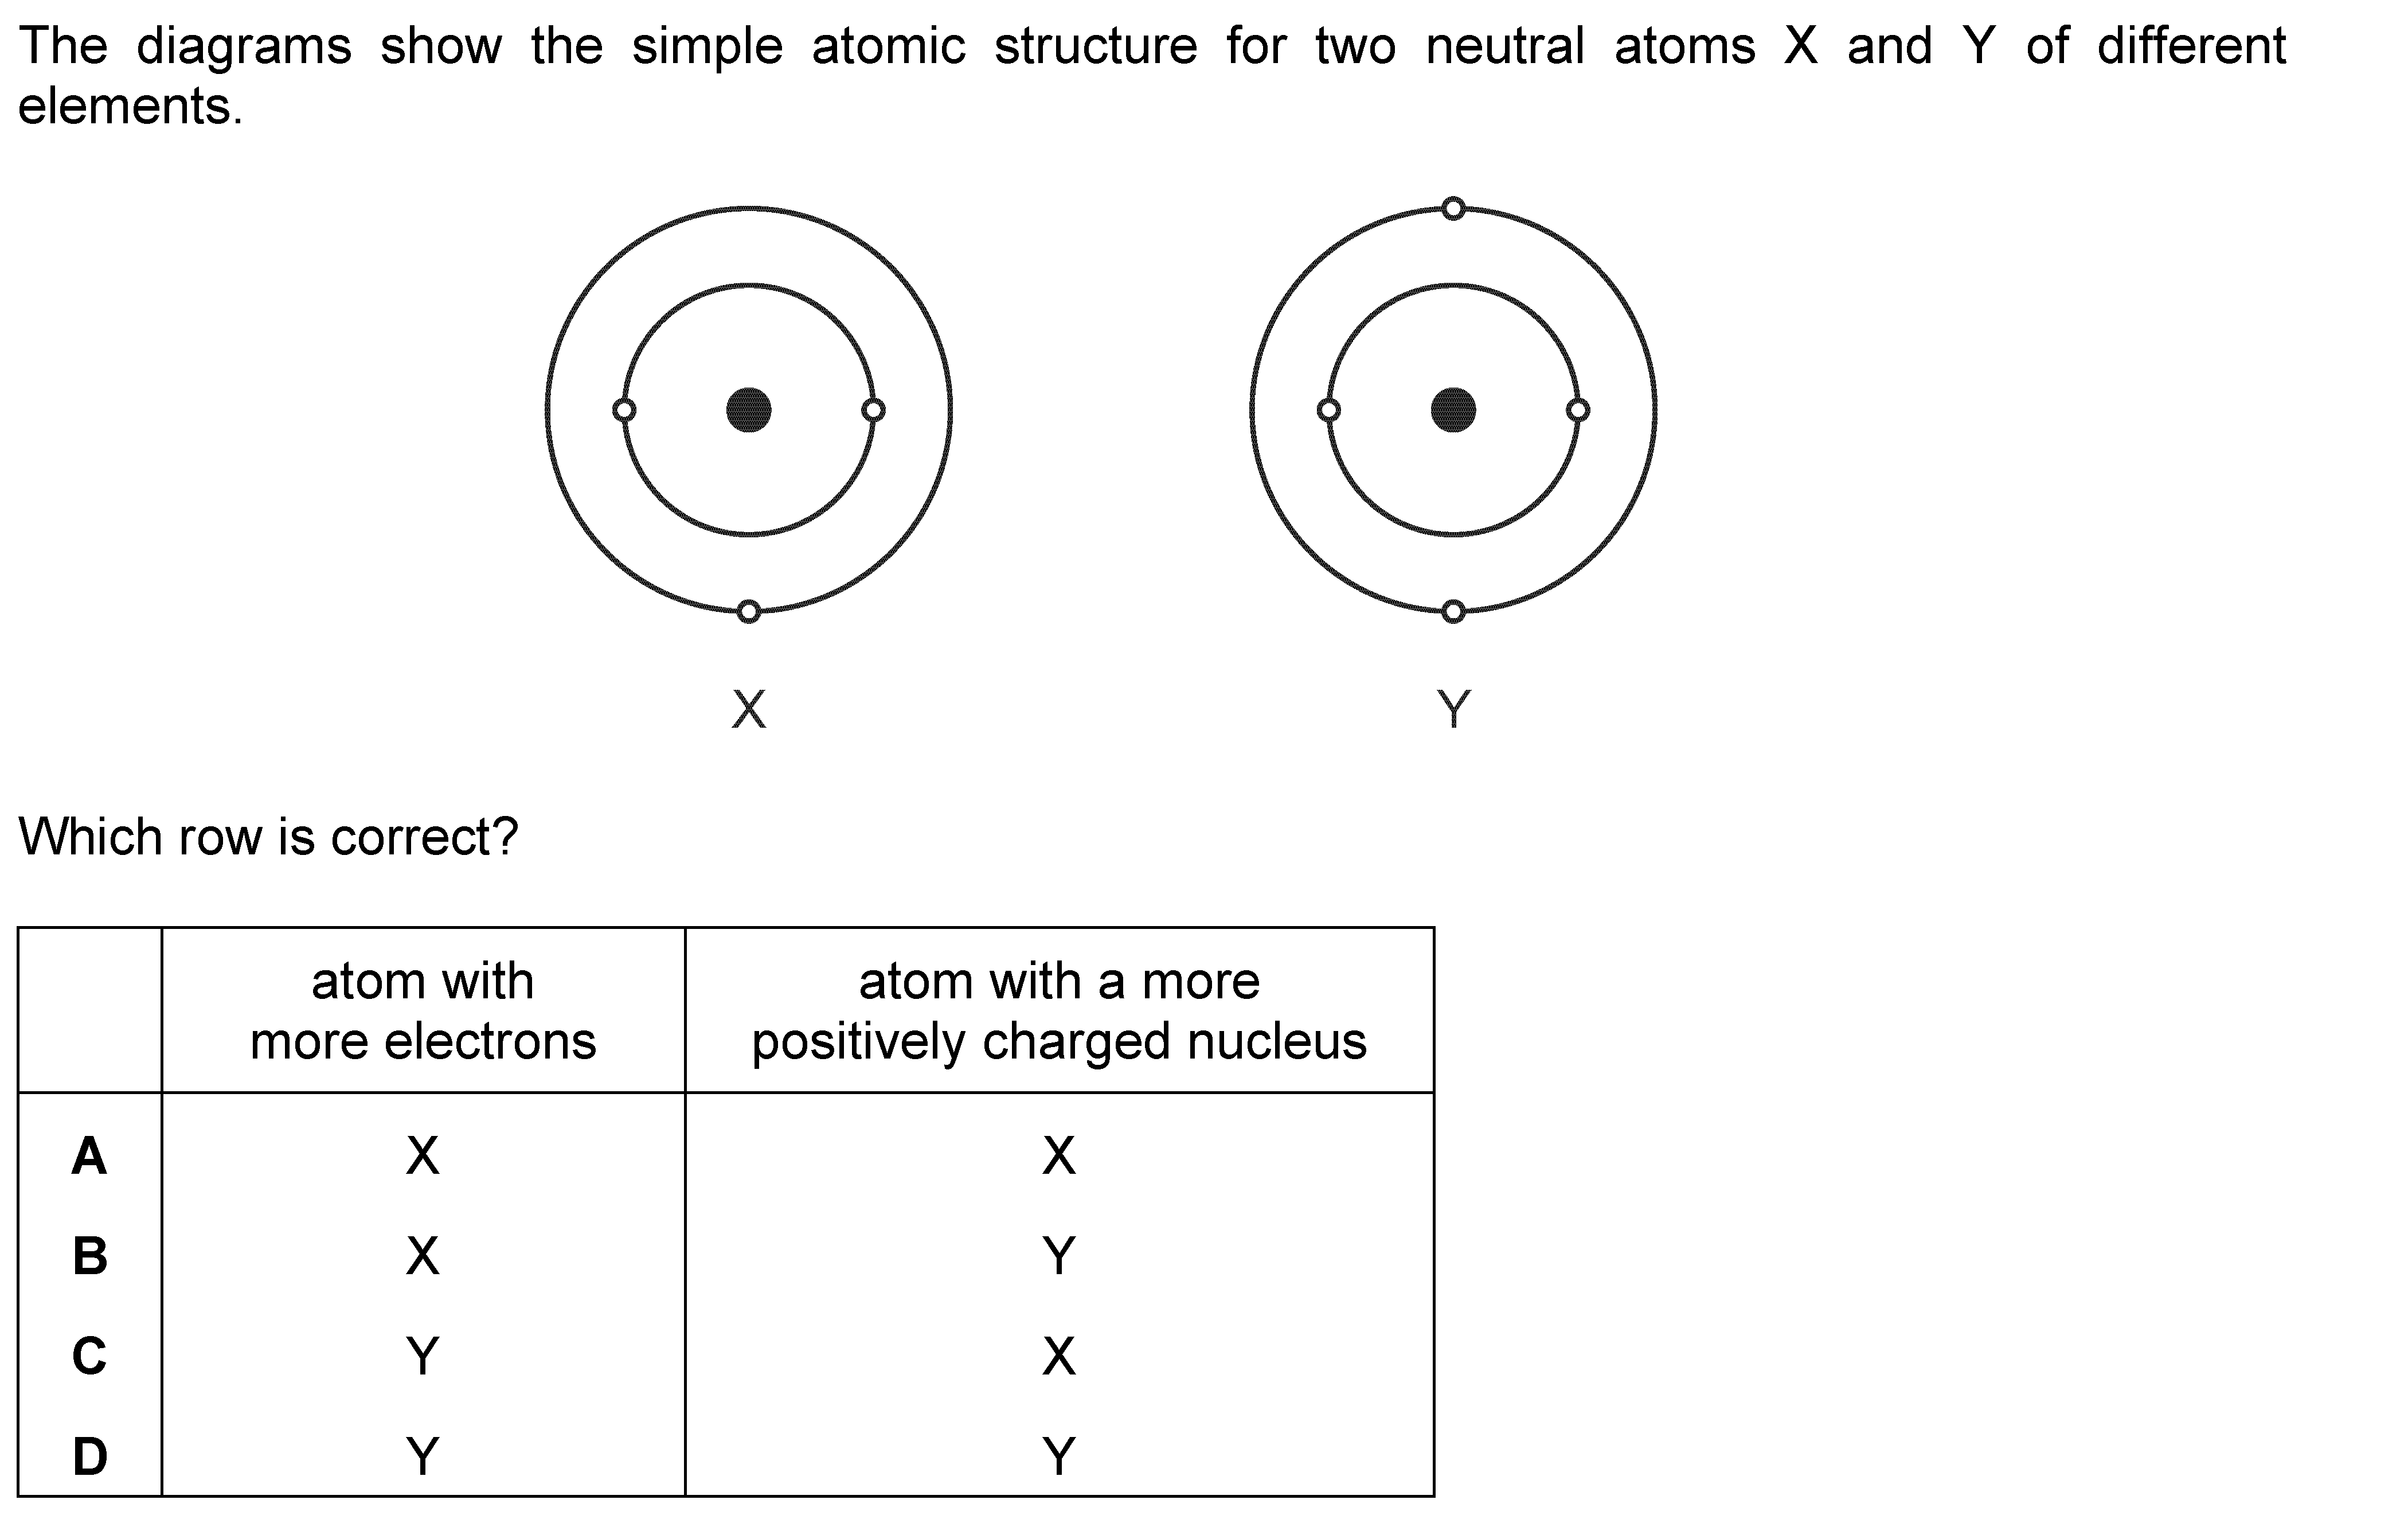 The diagrams show the simple atomic structure for two neutral atoms X and Y of different
elements.
X Y
Which row is correct?
atom with more electrons atom with a more positively charged nucleus
A X X
B X Y
C Y X
D Y Y